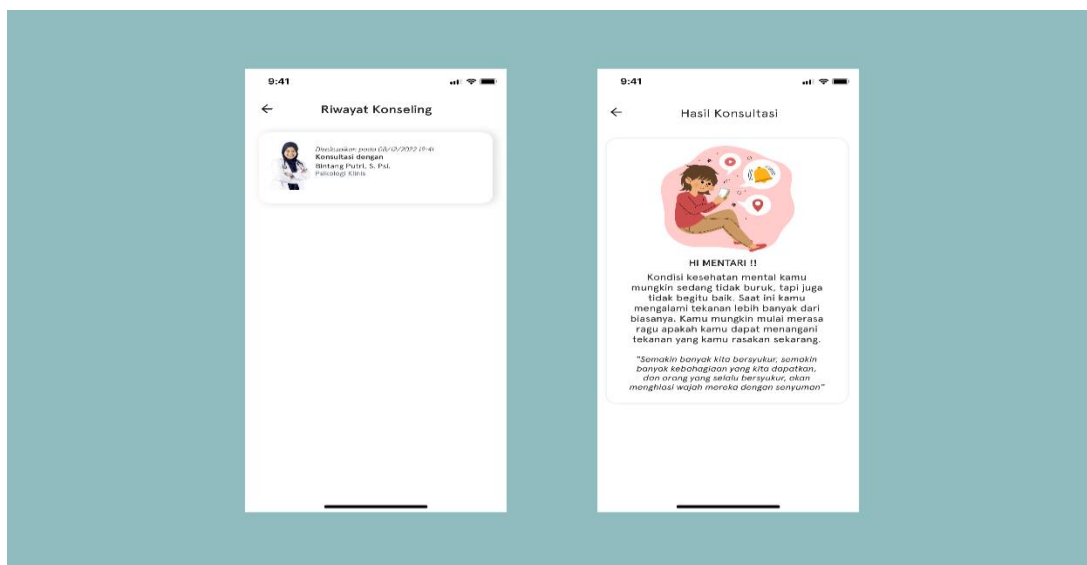 9:41
Riwayat Konseling
Diselesaikan pada 08/12/2022 19:41
Konsultasi dengan
Bintang Putri, S. Psi.
Psikologi Klinis
9:41
Hasil Konsultasi
HI MENTARI !!
Kondisi kesehatan mental kamu
mungkin sedang tidak buruk, tapi juga
tidak begitu baik. Saat ini kamu
mengalami tekanan lebih banyak dari
biasanya. Kamu mungkin mulai merasa
ragu apakah kamu dapat menangani
tekanan yang kamu rasakan sekarang.
"Semakin banyak kita bersyukur, semakin
banyak kebahagiaan yang kita dapatkan,
dan orang yang selalu bersyukur, akan
menghiasi wajah mereka dengan senyuman"